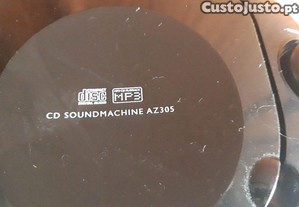 CustoJusto.pt
disc
MP3
CD SOUNDMACHINE AZ305